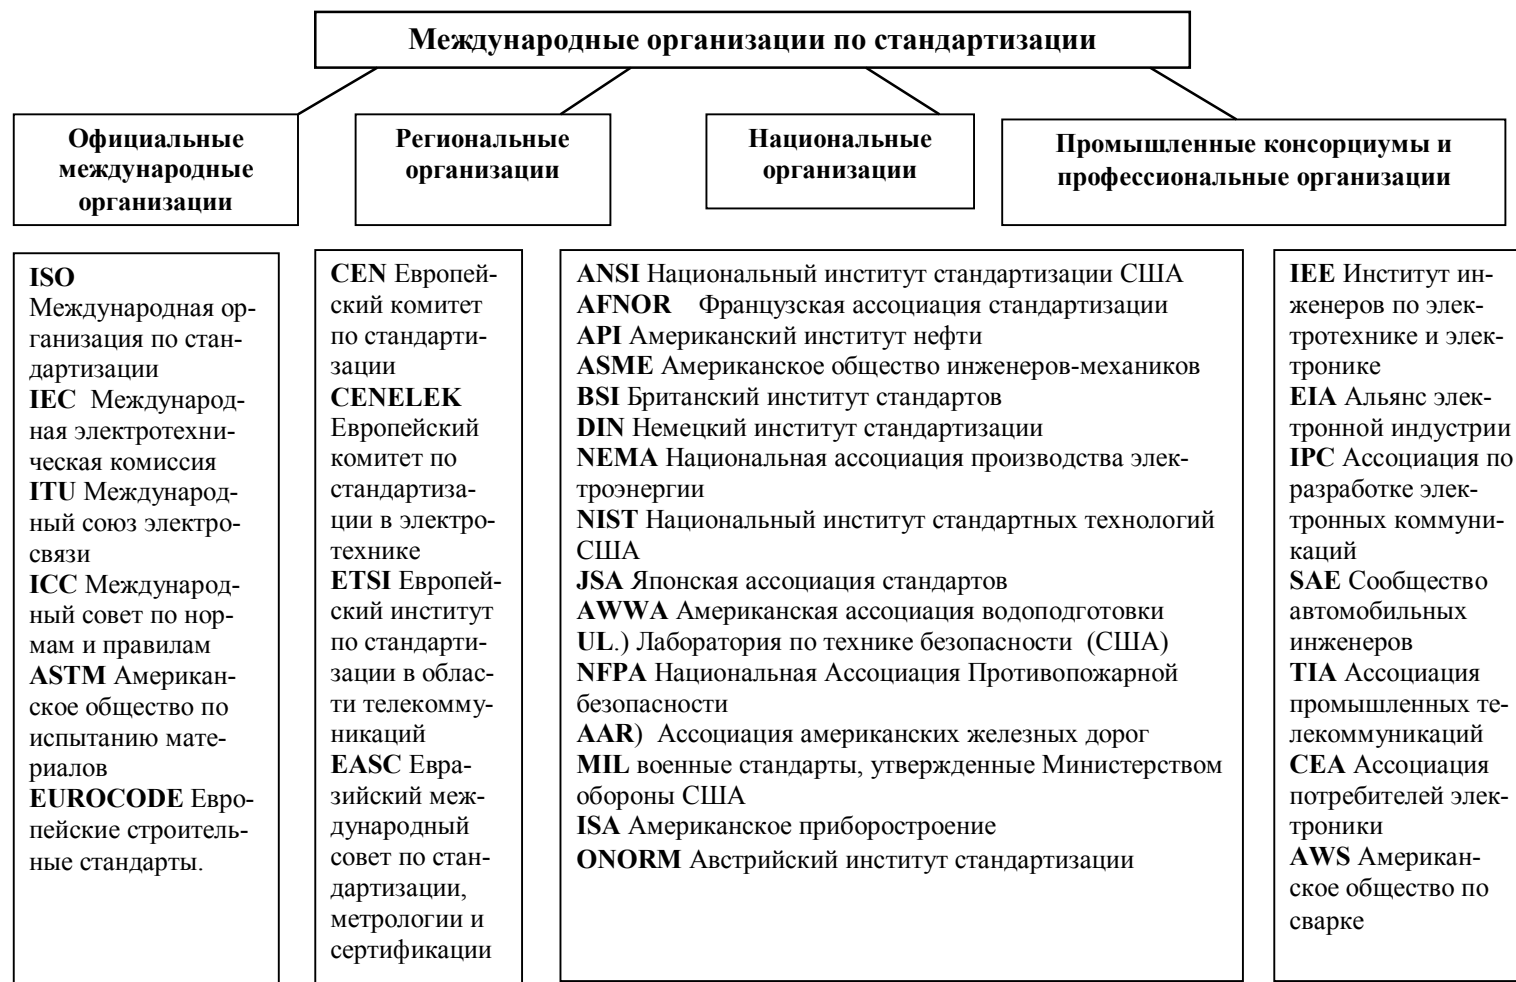 Международные организации по стандартизации
Официальные
международные
организации
Региональные
организации
Национальные
организации
Промышленные консорциумы и
профессиональные организации
ISO
Международная ор-
ганизация по стан-
дартизации
IEC Международ-
ная электротехни-
ческая комиссия
ITU Международ-
ный союз электро-
связи
ICC Международ-
ный совет по нор-
мам и правилам
ASTM Американ-
ское общество по
испытанию мате-
риалов
EUROCODE Евро-
пейские строитель-
ные стандарты.
CEN Европей-
ский комитет
по стандарти-
зации
CENELEK
Европейский
комитет по
стандартиза-
ции в электро-
технике
ETSI Европей-
ский институт
по стандарти-
зации в облас-
ти телекомму-
никаций
EASC Евра-
зийский меж-
дународный
совет по стан-
дартизации,
метрологии и
сертификации
ANSI Национальный институт стандартизации США
AFNOR Французская ассоциация стандартизации
API Американский институт нефти
ASME Американское общество инженеров-механиков
BSI Британский институт стандартов
DIN Немецкий институт стандартизации
NEMA Национальная ассоциация производства элек-
троэнергии
NIST Национальный институт стандартных технологий
США
JSA Японская ассоциация стандартов
AWWA Американская ассоциация водоподготовки
UL.) Лаборатория по технике безопасности (США)
NFPA Национальная Ассоциация Противопожарной
безопасности
AAR) Ассоциация американских железных дорог
MIL военные стандарты, утвержденные Министерством
обороны США
ISA Американское приборостроение
ONORM Австрийский институт стандартизации
IEE Институт ин-
женеров по элек-
тротехнике и элек-
тронике
EIA Альянс элек-
тронной индустрии
IPC Ассоциация по
разработке элек-
тронных коммуни-
каций
SAE Сообщество
автомобильных
инженеров
TIA Ассоциация
промышленных те-
лекоммуникаций
CEA Ассоциация
потребителей элек-
троники
AWS Американ-
ское общество по
сварке